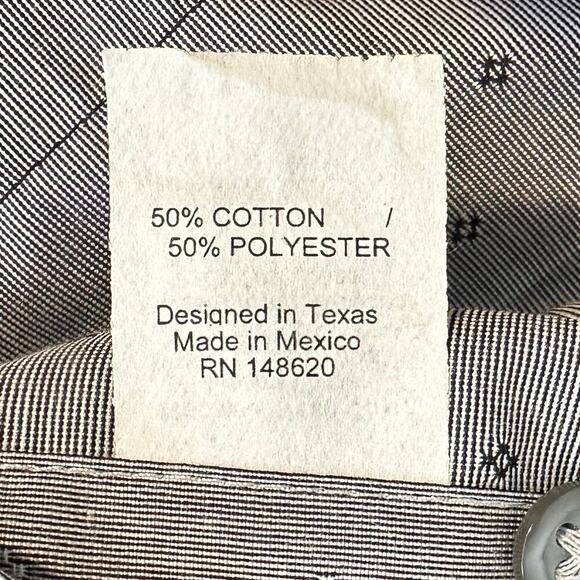 50% COTTON /
50% POLYESTER
Designed in Texas
Made in Mexico
RN 148620